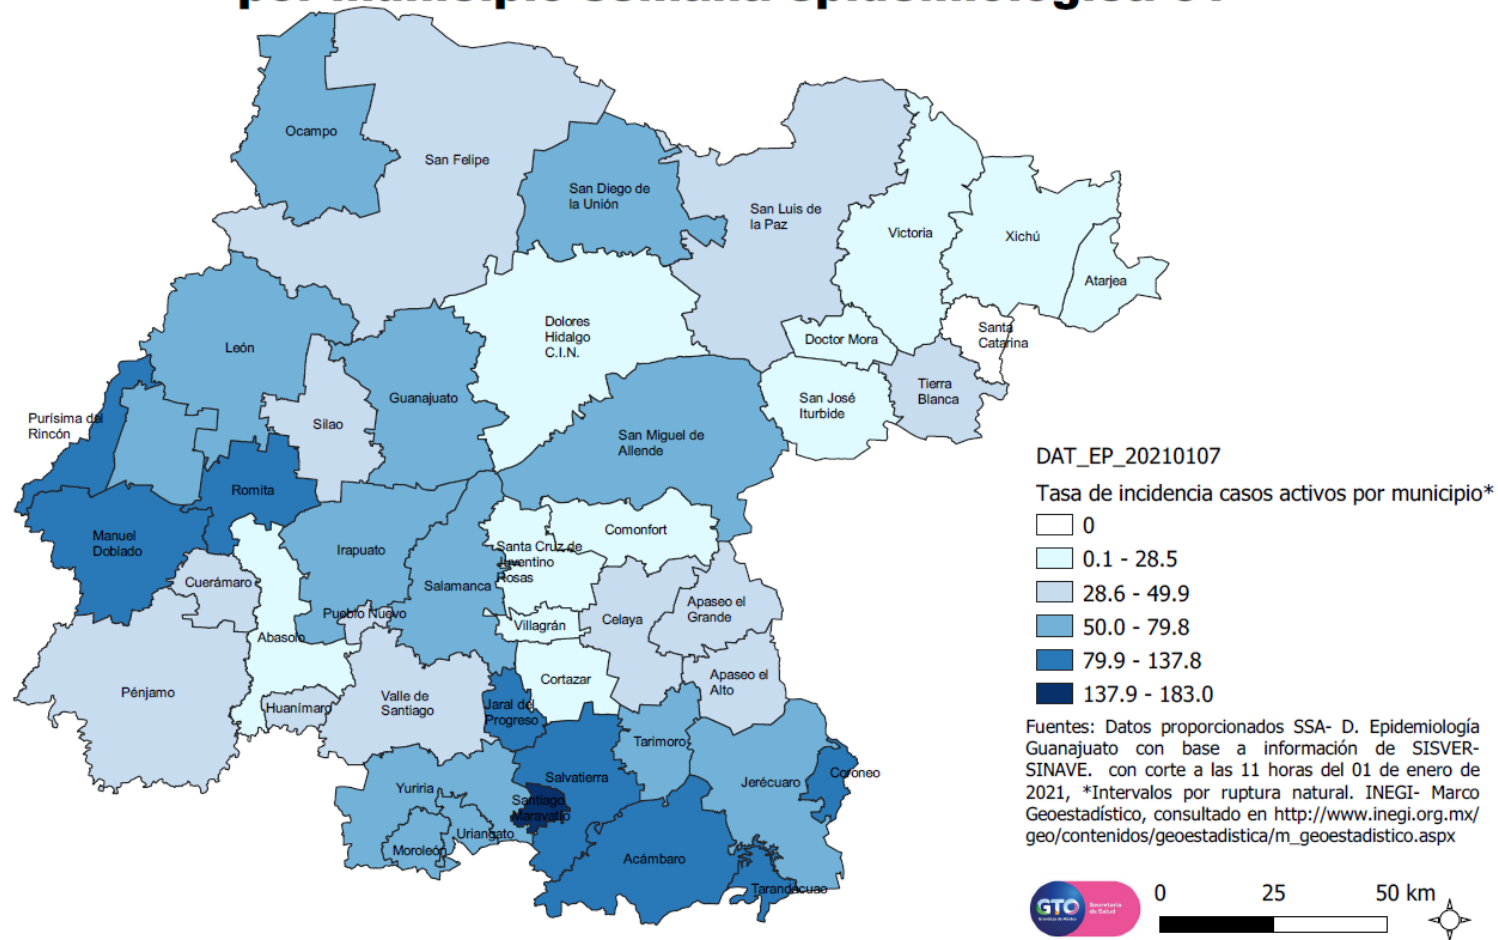 por municipio semana epidemiológica 01
Ocampo
San Felipe
San Diego de
la Unión
San Luis de
la Paz
Victoria
Xichú
Atarjea
Dolores
Hidalgo
C.I.N.
León
Doctor Mora
Santa
Catarina
Guanajuato
Tierra
Blanca
San José
Iturbide
Purísima del
Rincón
Silao
San Miguel de
Allende
Romita
Manuel
Doblado
Irapuato
Santa Cruz de
Juventino
Rosas
Comonfort
Cuerámaro
Salamanca
Pueblo Nuevo
Villagrán
Celaya
Apaseo el
Grande
Abasolo
Pénjamo
Cortazar
Apaseo el
Alto
Huanímaro
Valle de
Santiago
Jaral del
Progreso
Tarimoro
Salvatierra
Jerécuaro
Coroneo
Yuriria
Santiago
Maravatío
Uriangato
Moroleón
Acámbaro
Tarandacuao
DAT_EP_20210107
Tasa de incidencia casos activos por municipio*
0
0.1 - 28.5
28.6 - 49.9
50.0 - 79.8
79.9 - 137.8
137.9 - 183.0
Fuentes: Datos proporcionados SSA- D. Epidemiología
Guanajuato con base a información de SISVER-
SINAVE. con corte a las 11 horas del 01 de enero de
2021, *Intervalos por ruptura natural. INEGI- Marco
Geoestadístico, consultado en http://www.inegi.org.mx/
geo/contenidos/geoestadistica/m_geoestadistico.aspx
GTO
Secretaría
de Salud
0 25 50 km